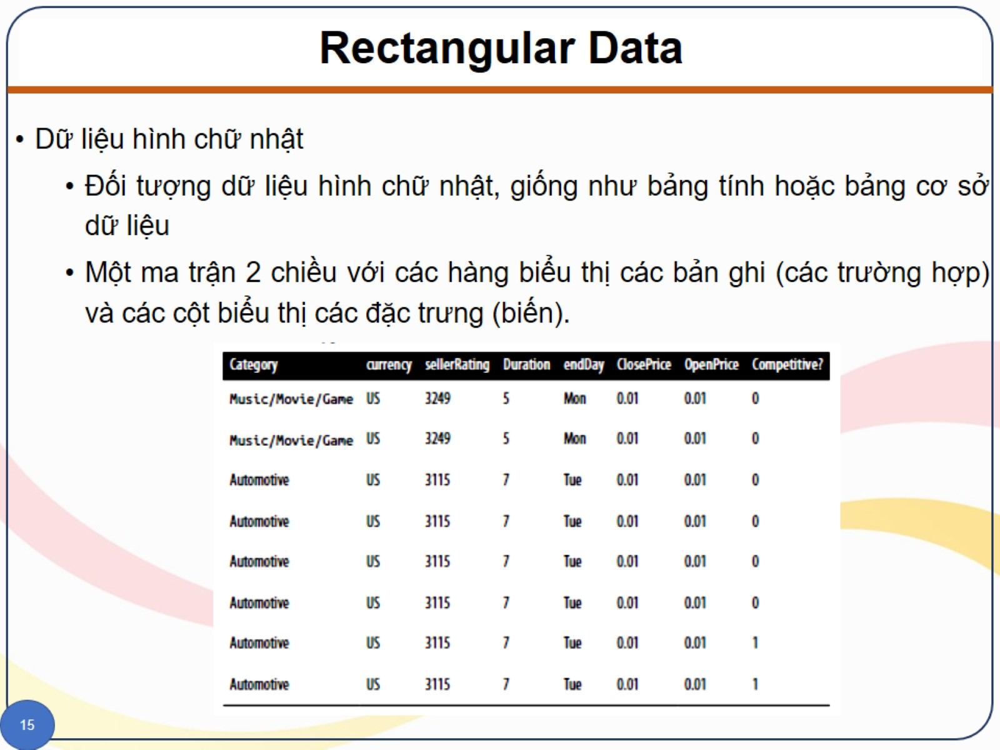 Rectangular Data
• Dữ liệu hình chữ nhật
• Đối tượng dữ liệu hình chữ nhật, giống như bảng tính hoặc bảng cơ sở
dữ liệu
• Một ma trận 2 chiều với các hàng biểu thị các bản ghi (các trường hợp)
và các cột biểu thị các đặc trưng (biến).
Category currency sellerRating Duration endDay ClosePrice OpenPrice Competitive?
Music/Movie/Game US 3249 5 Mon 0.01 0.01 0
Music/Movie/Game US 3249 5 Mon 0.01 0.01 0
Automotive US 3115 7 Tue 0.01 0.01 0
Automotive US 3115 7 Tue 0.01 0.01 0
Automotive US 3115 7 Tue 0.01 0.01 0
Automotive US 3115 7 Tue 0.01 0.01 0
Automotive US 3115 7 Tue 0.01 0.01 1
Automotive US 3115 7 Tue 0.01 0.01 1
15